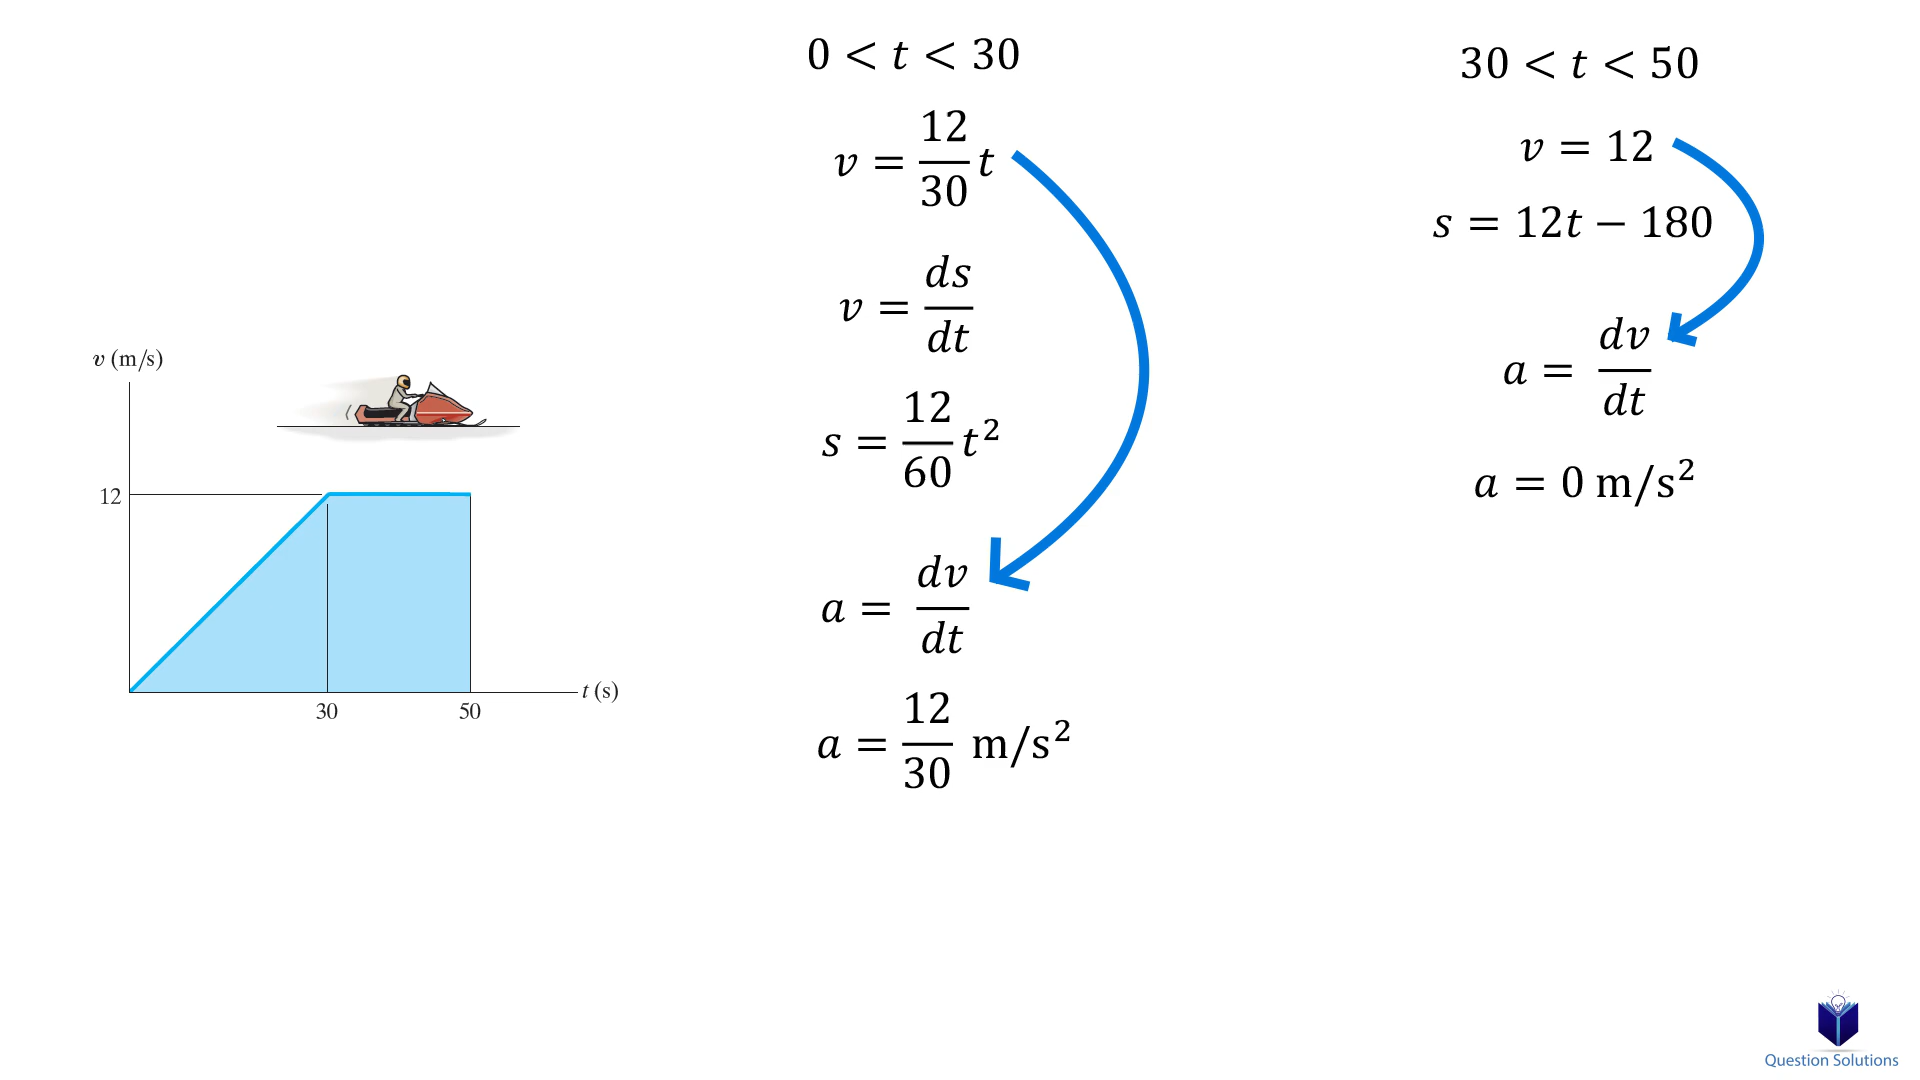 v (m/s)
12
30
50
t (s)
0 < t < 30
v = 12/30 t
v = ds/dt
s = 12/60 t²
a = dv/dt
a = 12/30 m/s²
30 < t < 50
v = 12
s = 12t − 180
a = dv/dt
a = 0 m/s²
Question Solutions